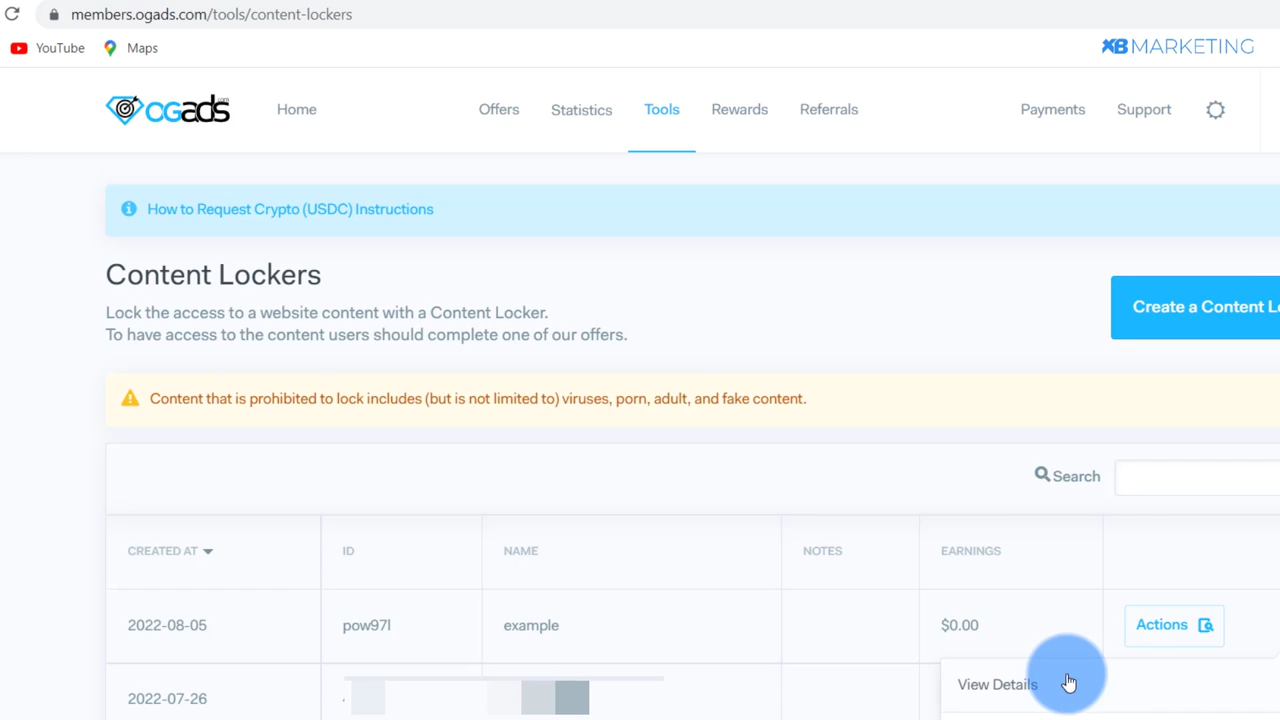 members.ogads.com/tools/content-lockers
YouTube Maps
XB MARKETING
OGads.com Home Offers Statistics Tools Rewards Referrals Payments Support
How to Request Crypto (USDC) Instructions
Content Lockers
Lock the access to a website content with a Content Locker.
To have access to the content users should complete one of our offers.
Create a Content Lo
Content that is prohibited to lock includes (but is not limited to) viruses, porn, adult, and fake content.
Search
CREATED AT ID NAME NOTES EARNINGS
2022-08-05 pow97l example $0.00 Actions
View Details
2022-07-26